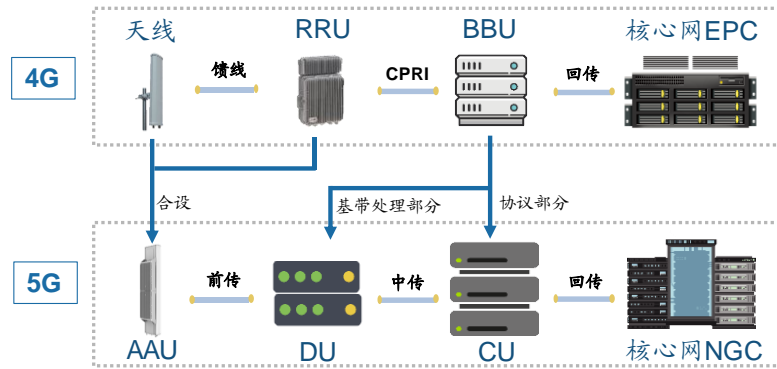 天线
RRU
BBU
核心网EPC
4G
馈线
CPRI
回传
合设
基带处理部分
协议部分
5G
前传
中传
回传
AAU
DU
CU
核心网NGC